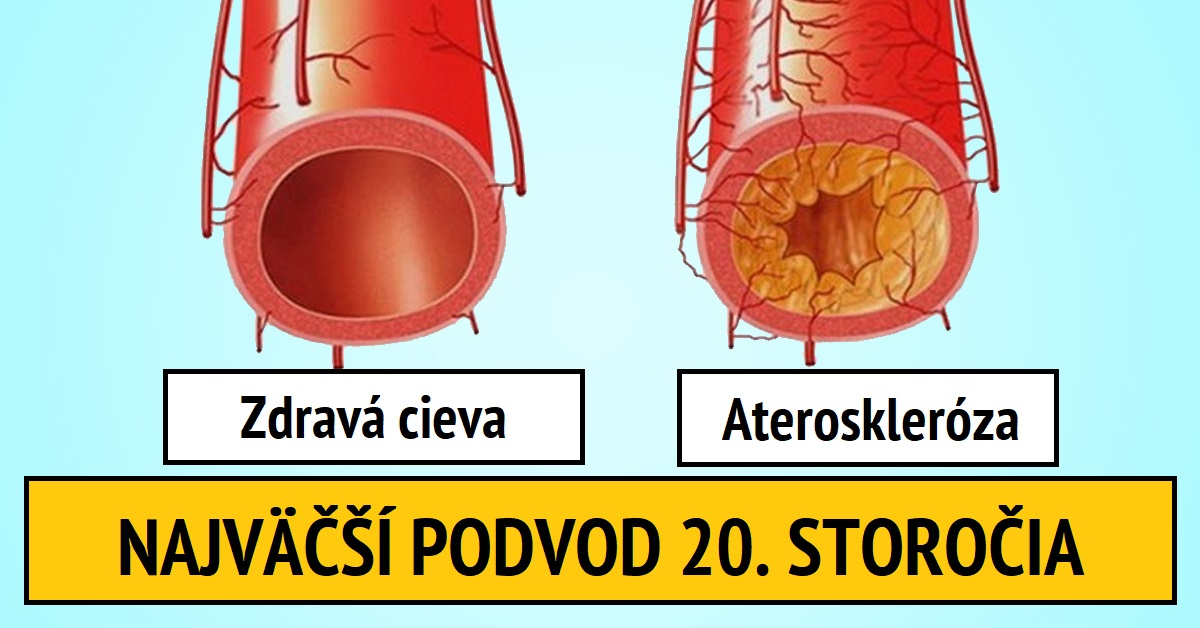 Zdravá cieva
Ateroskleróza
NAJVÄČŠÍ PODVOD 20. STOROČIA